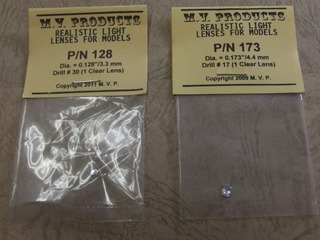 M.V. PRODUCTS
REALISTIC LIGHT
LENSES FOR MODELS
P/N 128
Dia. = 0.128"/3.3 mm
Drill # 30 (1 Clear Lens)
Copyright 2011 M. V. P.
M.V. PRODUCTS
REALISTIC LIGHT
LENSES FOR MODELS
P/N 173
Dia. = 0.173"/4.4 mm
Drill # 17 (1 Clear Lens)
Copyright 2009 M. V. P.